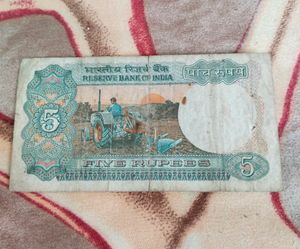 भारतीय रिज़र्व बैंक
RESERVE BANK OF INDIA
पाँच रुपये
5
FIVE RUPEES
5